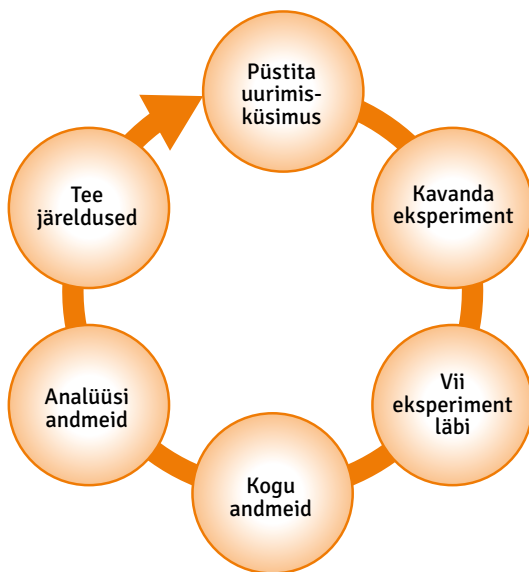 Püstita
uurimis-
küsimus
Kavanda
eksperiment
Vii
eksperiment
läbi
Kogu
andmeid
Analüüsi
andmeid
Tee
järeldused